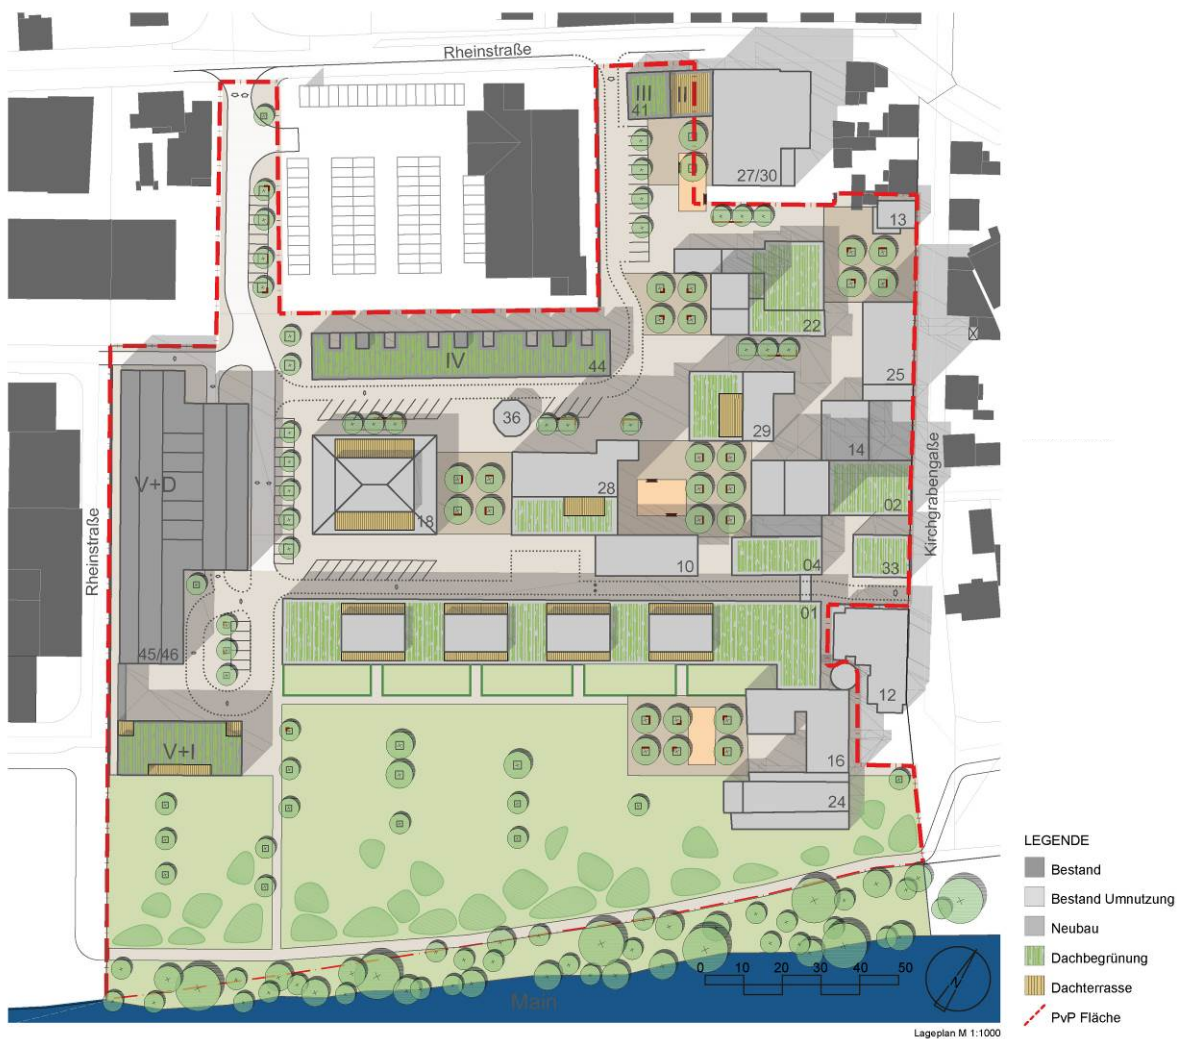 Rheinstraße
41
27/30
13
22
IV
44
25
36
29
14
V+D
28
18
02
Rheinstraße
Kirchgrabengaße
10
04
33
01
45/46
12
V+I
16
24
LEGENDE
Bestand
Bestand Umnutzung
Neubau
Dachbegrünung
Dachterrasse
PvP Fläche
0 10 20 30 40 50
N
Main
Lageplan M 1:1000